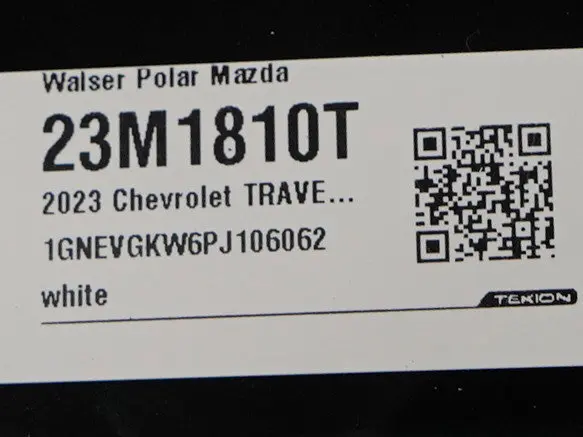 Walser Polar Mazda
23M1810T
2023 Chevrolet TRAVE...
1GNEVGKW6PJ106062
white
TEKION